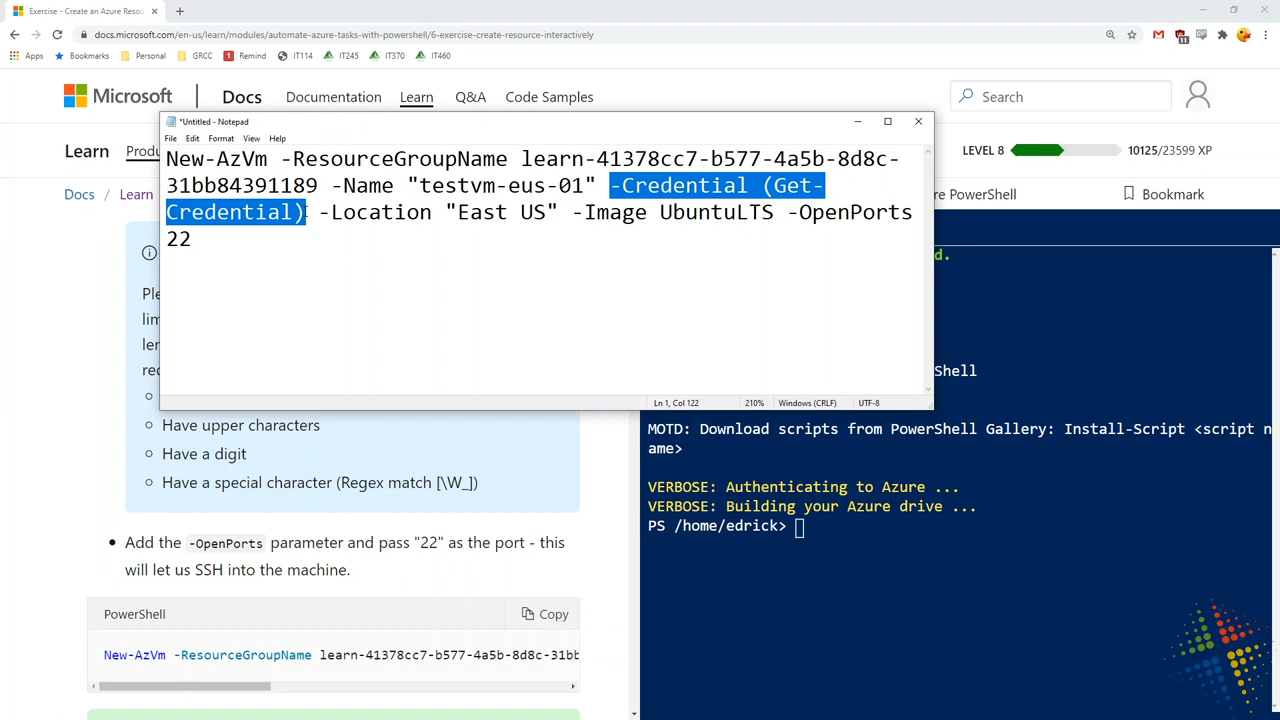 Exercise - Create an Azure Resou
docs.microsoft.com/en-us/learn/modules/automate-azure-tasks-with-powershell/6-exercise-create-resource-interactively
Apps Bookmarks Personal GRCC Remind IT114 IT245 IT370 IT460
Microsoft Docs Documentation Learn Q&A Code Samples Search
*Untitled - Notepad
File Edit Format View Help
New-AzVm -ResourceGroupName learn-41378cc7-b577-4a5b-8d8c-
31bb84391189 -Name "testvm-eus-01" -Credential (Get-
Credential) -Location "East US" -Image UbuntuLTS -OpenPorts
22
Ln 1, Col 122 210% Windows (CRLF) UTF-8
Learn Produ
LEVEL 8 10125/23599 XP
Docs Learn
re PowerShell
Bookmark
d.
Ple
lim
ler
rec
Shell
Have upper characters
Have a digit
Have a special character (Regex match [\W_])
Add the -OpenPorts parameter and pass "22" as the port - this
will let us SSH into the machine.
PowerShell Copy
New-AzVm -ResourceGroupName learn-41378cc7-b577-4a5b-8d8c-31bb
MOTD: Download scripts from PowerShell Gallery: Install-Script <script n
ame>
VERBOSE: Authenticating to Azure ...
VERBOSE: Building your Azure drive ...
PS /home/edrick>